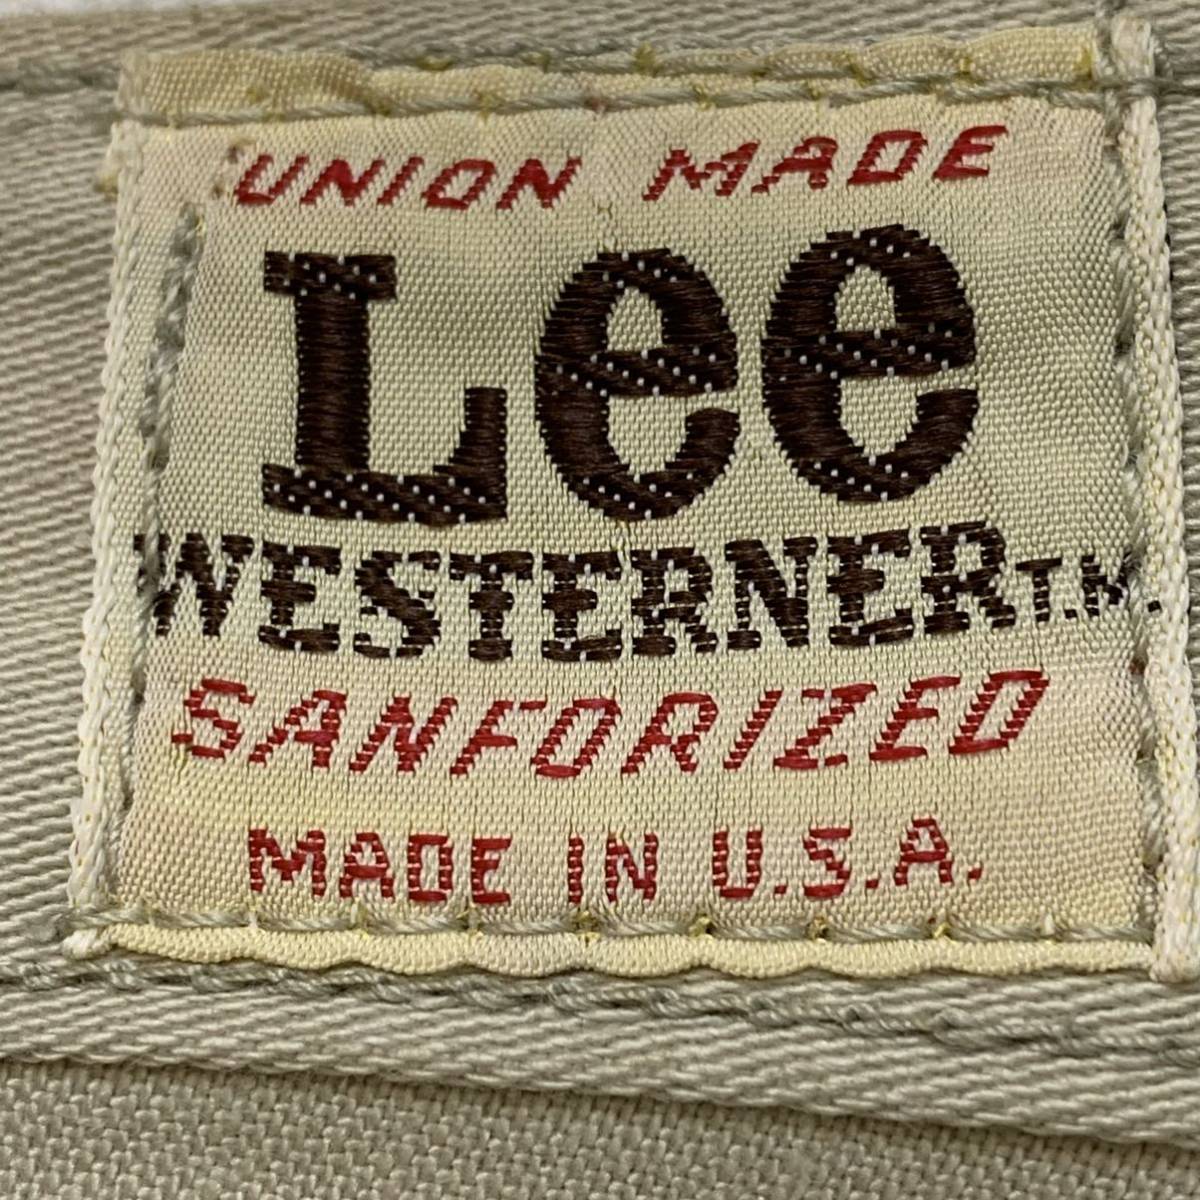 UNION MADE
Lee
WESTERNER T.M.
SANFORIZED
MADE IN U.S.A.